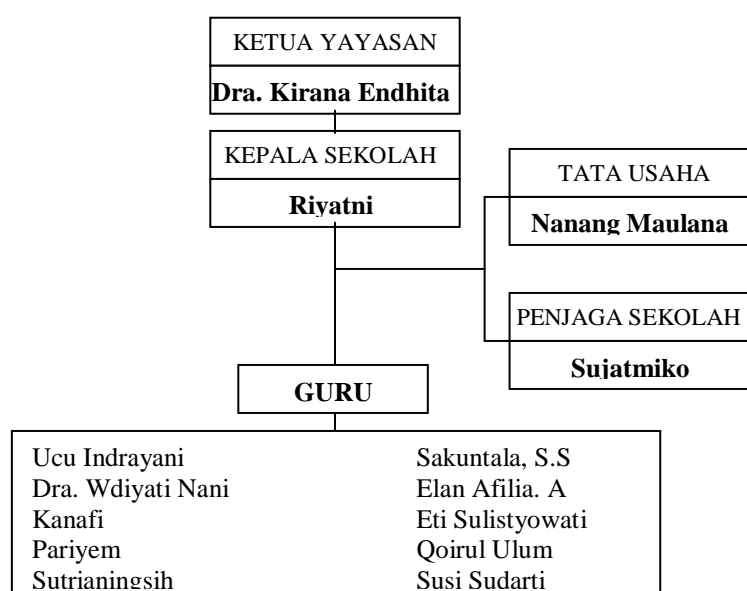 KETUA YAYASAN
Dra. Kirana Endhita
KEPALA SEKOLAH
Riyatni
TATA USAHA
Nanang Maulana
PENJAGA SEKOLAH
Sujatmiko
GURU
Ucu Indrayani
Dra. Wdiyati Nani
Kanafi
Pariyem
Sutrianingsih
Sakuntala, S.S
Elan Afilia. A
Eti Sulistyowati
Qoirul Ulum
Susi Sudarti